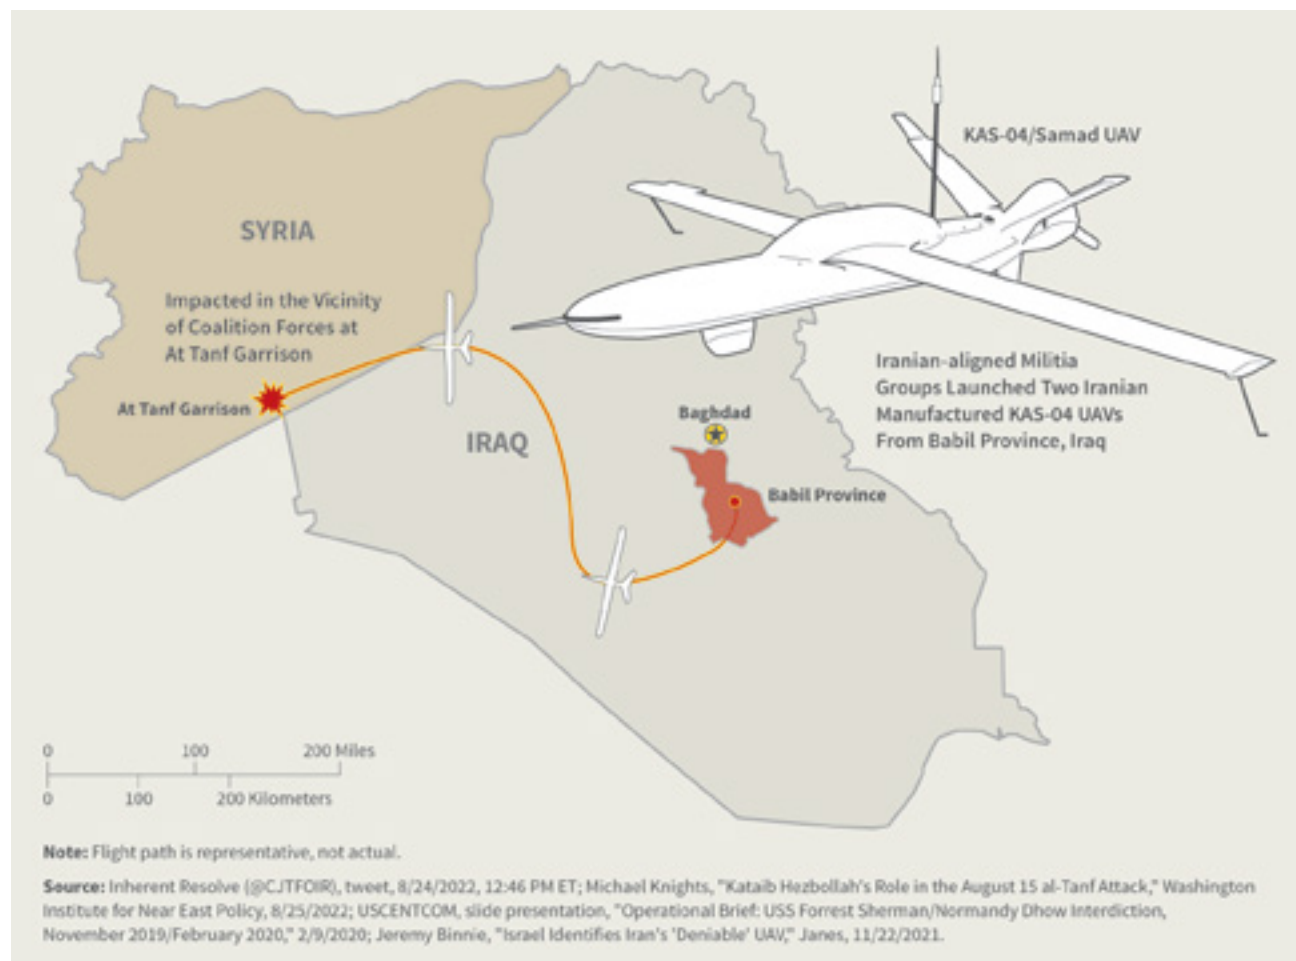 KAS-04/Samad UAV
SYRIA
Impacted in the Vicinity
of Coalition Forces at
At Tanf Garrison
At Tanf Garrison
IRAQ
Iranian-aligned Militia
Groups Launched Two Iranian
Manufactured KAS-04 UAVs
From Babil Province, Iraq
Baghdad
Babil Province
0 100 200 Miles
0 100 200 Kilometers
Note: Flight path is representative, not actual.
Source: Inherent Resolve (@CJTFOIR), tweet, 8/24/2022, 12:46 PM ET; Michael Knights, "Kataib Hezbollah's Role in the August 15 al-Tanf Attack," Washington
Institute for Near East Policy, 8/25/2022; USCENTCOM, slide presentation, "Operational Brief: USS Forrest Sherman/Normandy Dhow Interdiction,
November 2019/February 2020," 2/9/2020; Jeremy Binnie, "Israel Identifies Iran's 'Deniable' UAV," Janes, 11/22/2021.